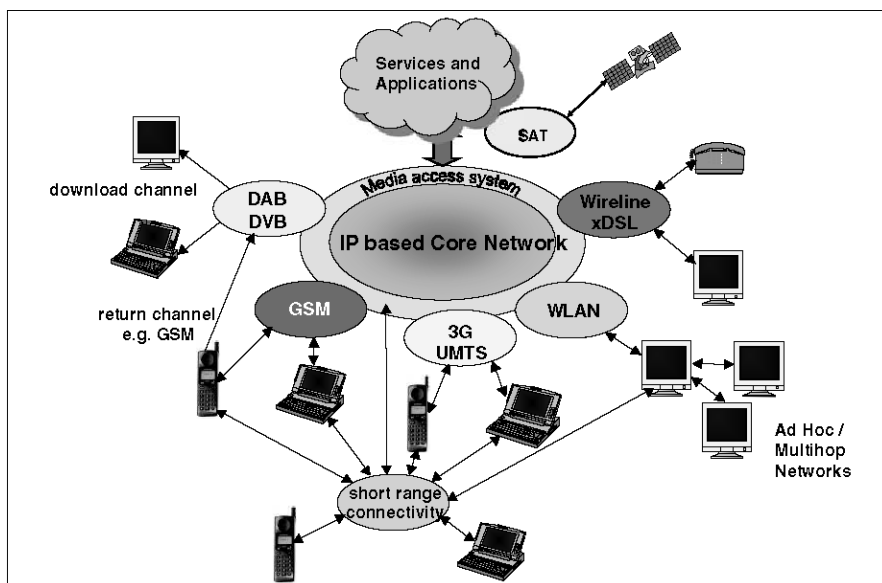 Services and
Applications
SAT
Media access system
download channel
DAB
DVB
Wireline
xDSL
IP based Core Network
return channel
e.g. GSM
GSM
WLAN
3G
UMTS
Ad Hoc /
Multihop
Networks
short range
connectivity